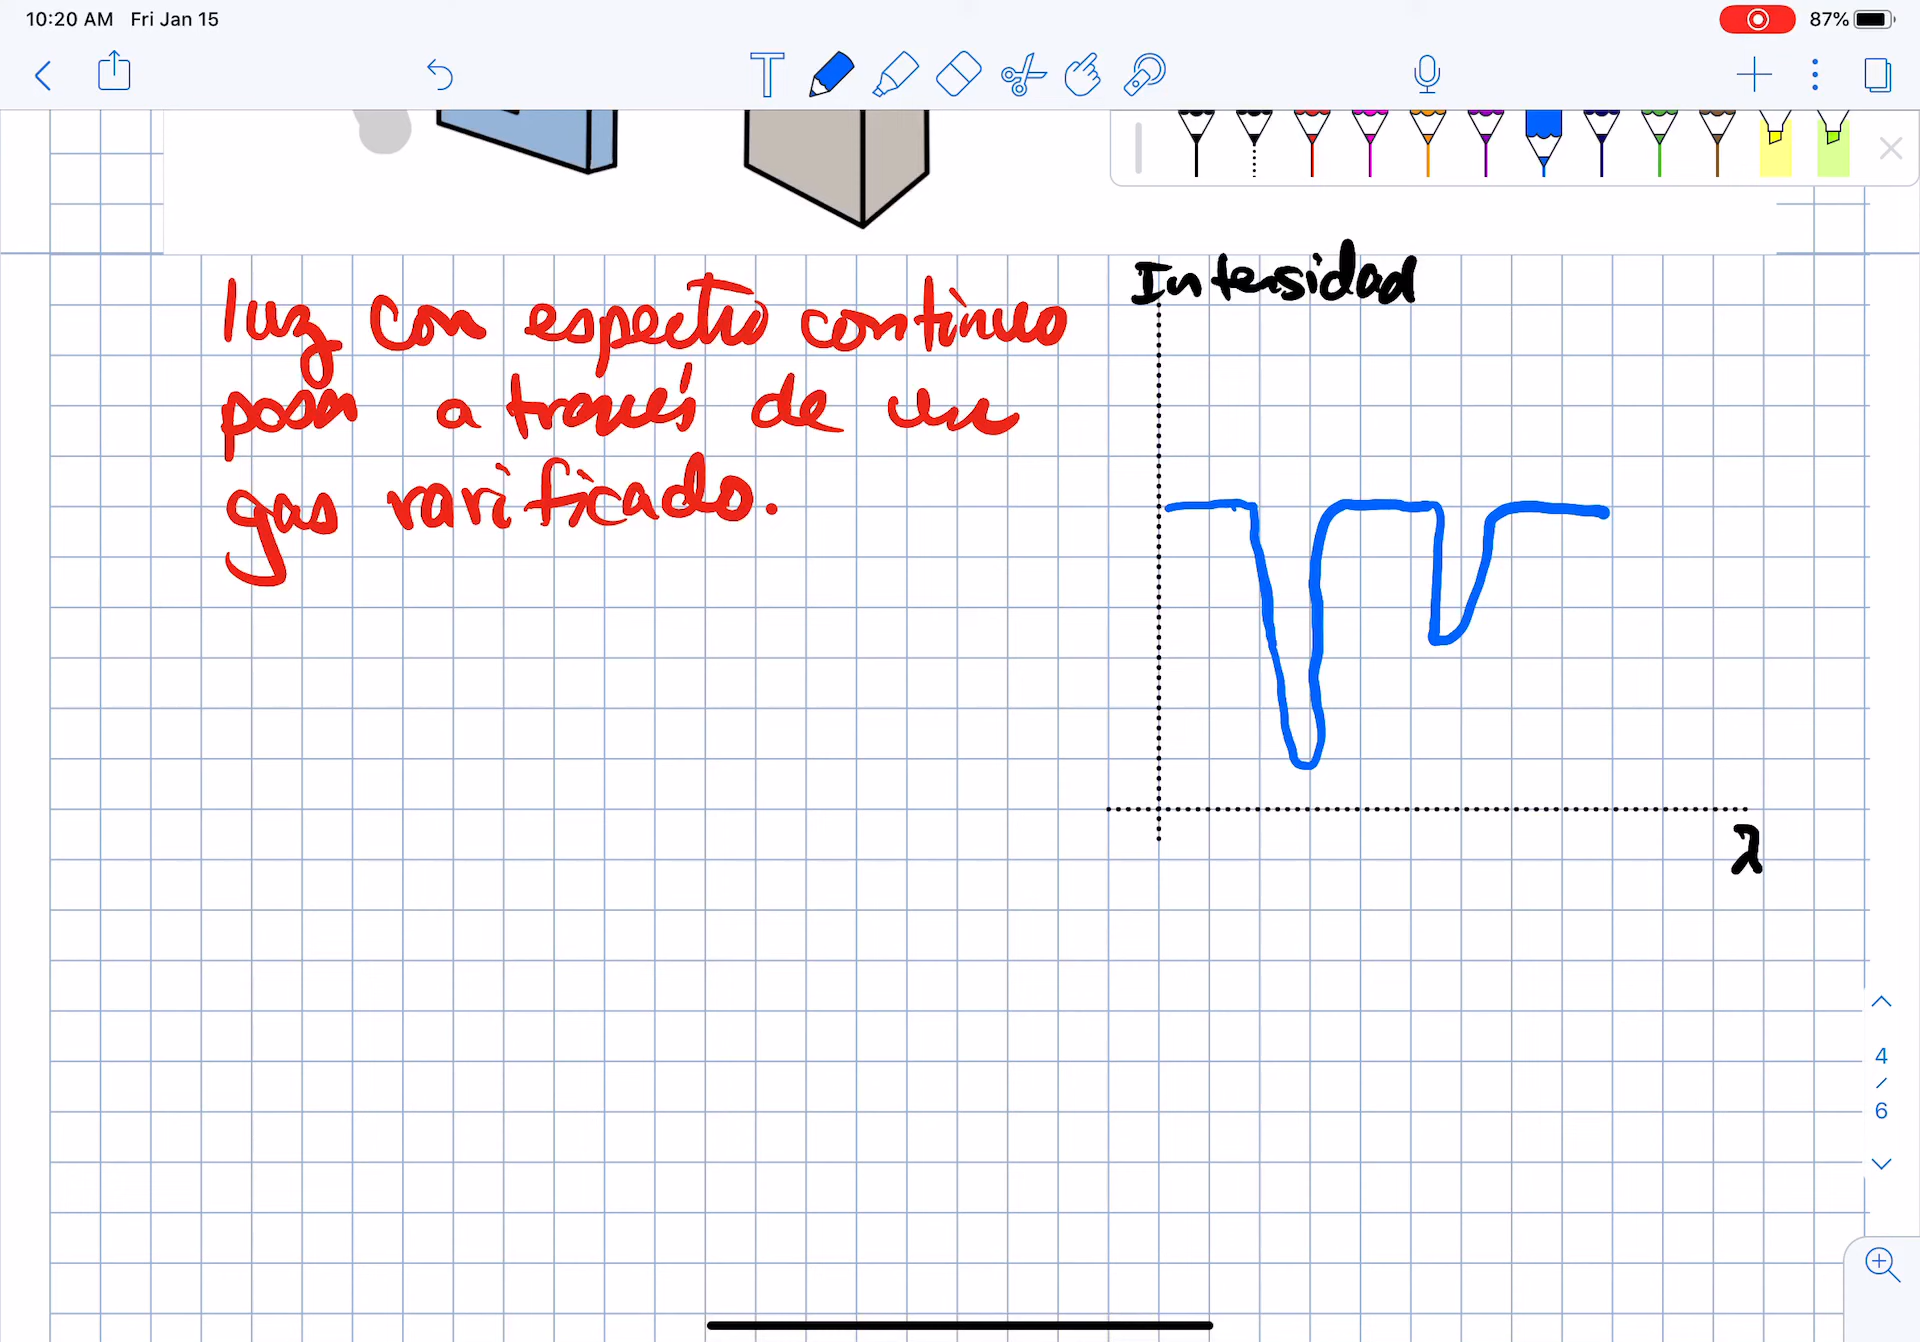 10:20 AM Fri Jan 15
87%
Intensidad
luz con espectro continuo
pasa a través de un
gas rarificado.
λ
4
/
6